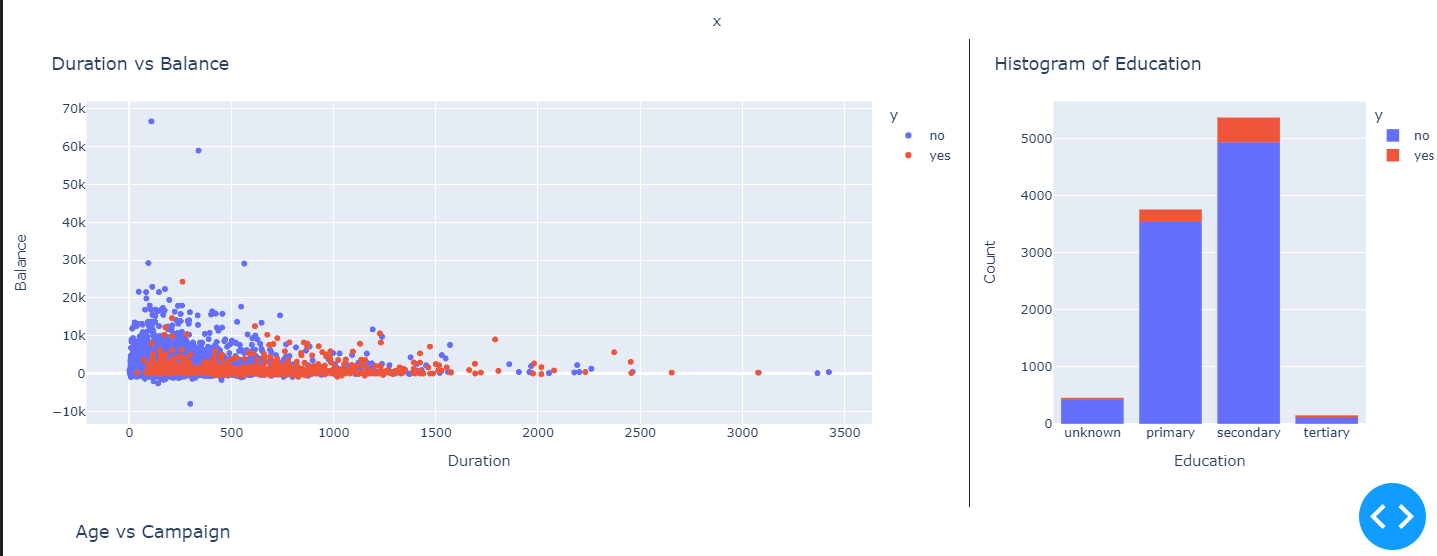 x
Duration vs Balance
70k
60k
50k
40k
30k
20k
10k
0
−10k
Balance
0 500 1000 1500 2000 2500 3000 3500
Duration
y
no
yes
Histogram of Education
5000
4000
3000
2000
1000
0
Count
unknown primary secondary tertiary
Education
y
no
yes
Age vs Campaign